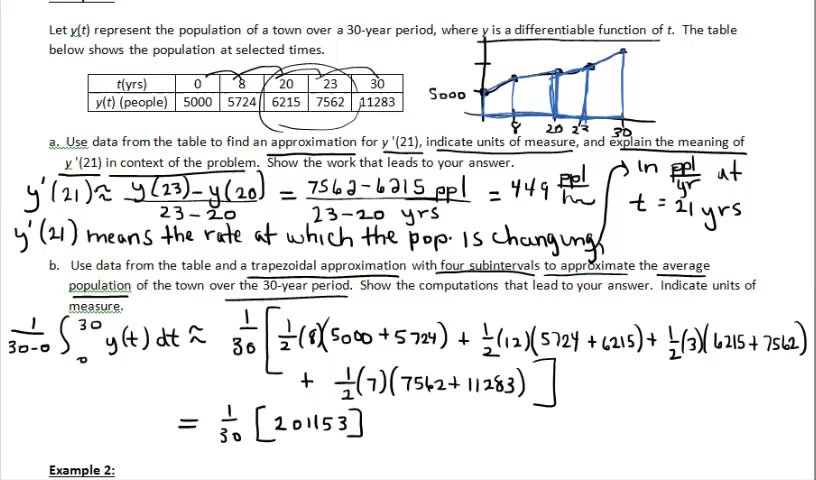 Let y(t) represent the population of a town over a 30-year period, where y is a differentiable function of t. The table
below shows the population at selected times.
t(yrs) 0 8 20 23 30
y(t) (people) 5000 5724 6215 7562 11283
5000
8 20 23 30
a. Use data from the table to find an approximation for y '(21), indicate units of measure, and explain the meaning of
y '(21) in context of the problem. Show the work that leads to your answer.
y'(21) ≈ y(23)-y(20) / 23-20 = 7562-6215 ppl / 23-20 yrs = 449 ppl/yr
y'(21) means the rate at which the pop. is changing
in ppl/yr at
t = 21 yrs
b. Use data from the table and a trapezoidal approximation with four subintervals to approximate the average
population of the town over the 30-year period. Show the computations that lead to your answer. Indicate units of
measure.
1/30-0 ∫₀³⁰ y(t) dt ≈ 1/30 [ 1/2 (8)(5000+5724) + 1/2 (12)(5724+6215) + 1/2 (3)(6215+7562)
+ 1/2 (7)(7562+11283) ]
= 1/30 [201153]
Example 2: